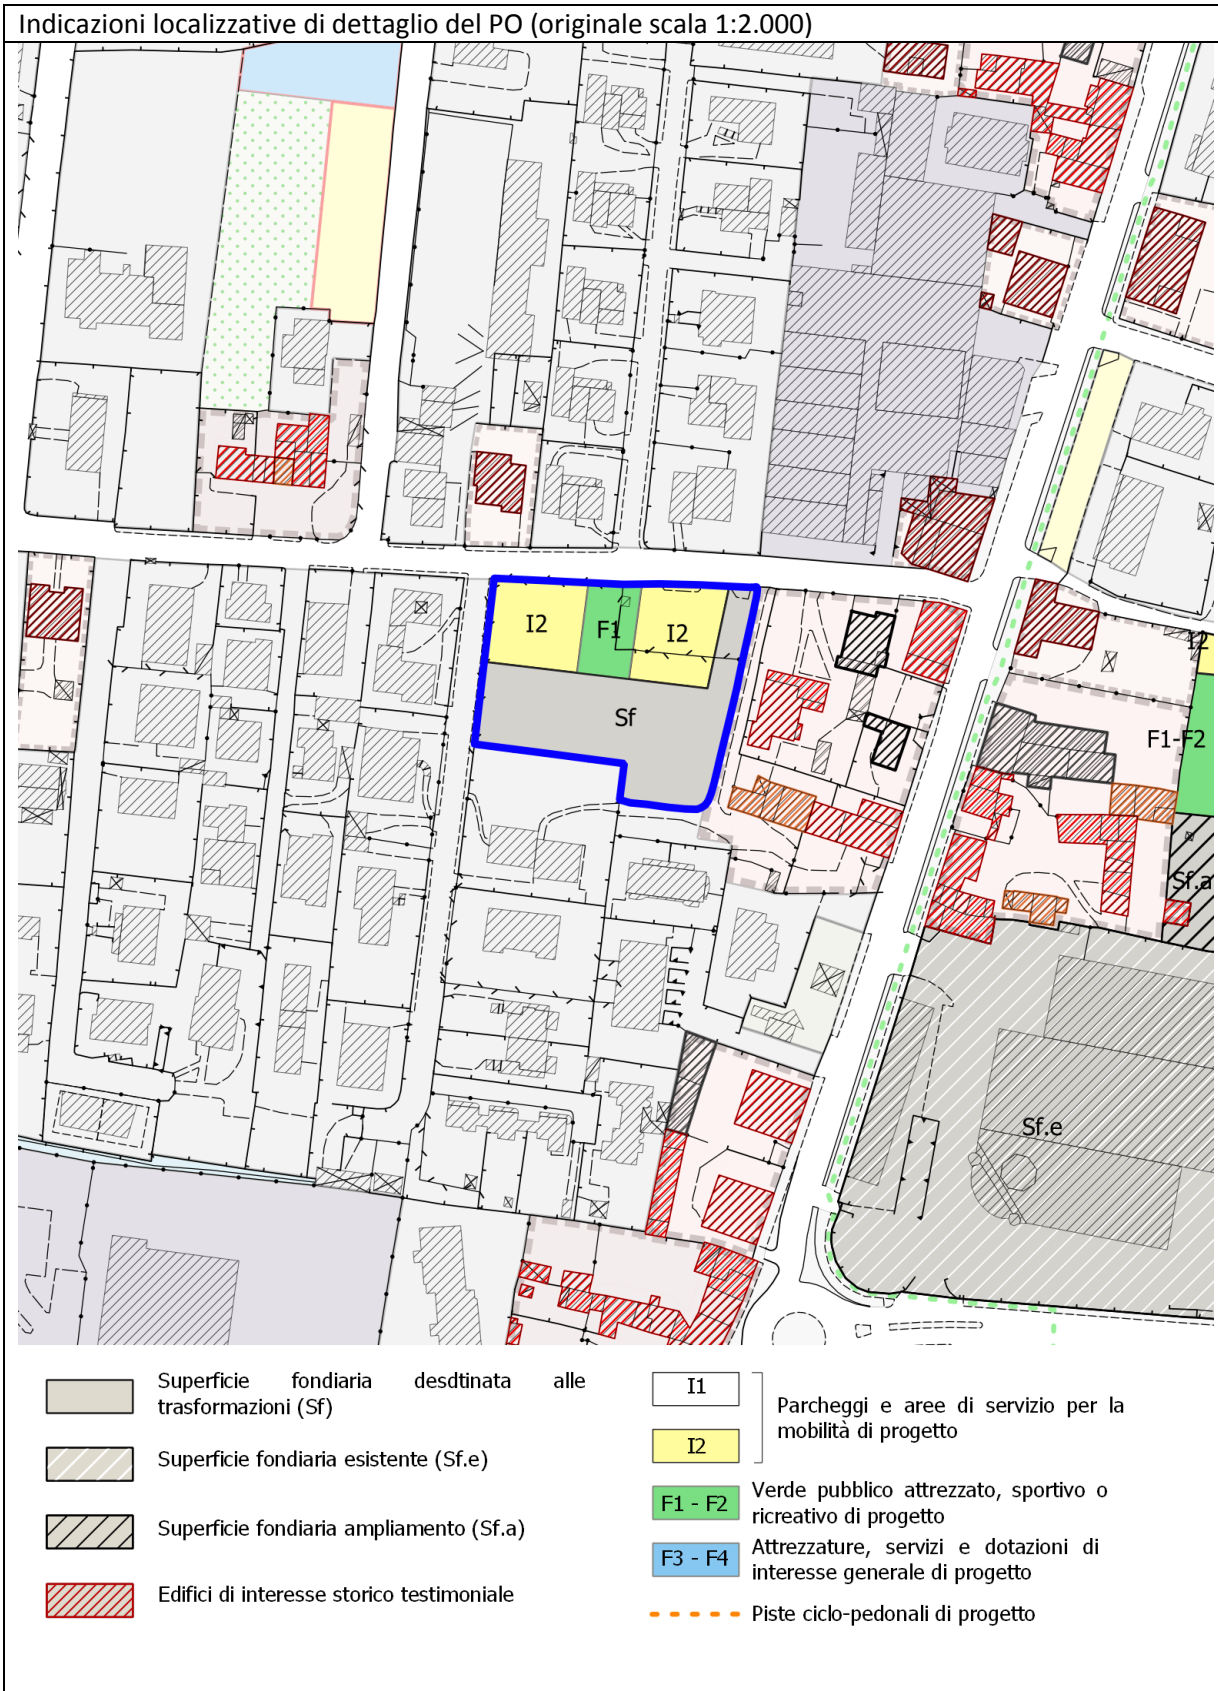 Indicazioni localizzative di dettaglio del PO (originale scala 1:2.000)
I2
F1
I2
Sf
I2
F1-F2
Sf.a
Sf.e
Superficie fondiaria desdtinata alle
trasformazioni (Sf)
Superficie fondiaria esistente (Sf.e)
Superficie fondiaria ampliamento (Sf.a)
Edifici di interesse storico testimoniale
I1
I2
Parcheggi e aree di servizio per la
mobilità di progetto
F1 - F2
Verde pubblico attrezzato, sportivo o
ricreativo di progetto
F3 - F4
Attrezzature, servizi e dotazioni di
interesse generale di progetto
Piste ciclo-pedonali di progetto